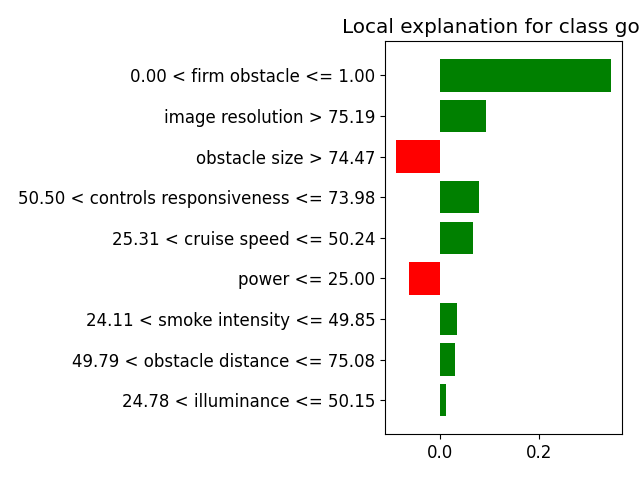 Local explanation for class go
0.00 < firm obstacle <= 1.00
image resolution > 75.19
obstacle size > 74.47
50.50 < controls responsiveness <= 73.98
25.31 < cruise speed <= 50.24
power <= 25.00
24.11 < smoke intensity <= 49.85
49.79 < obstacle distance <= 75.08
24.78 < illuminance <= 50.15
0.0 0.2